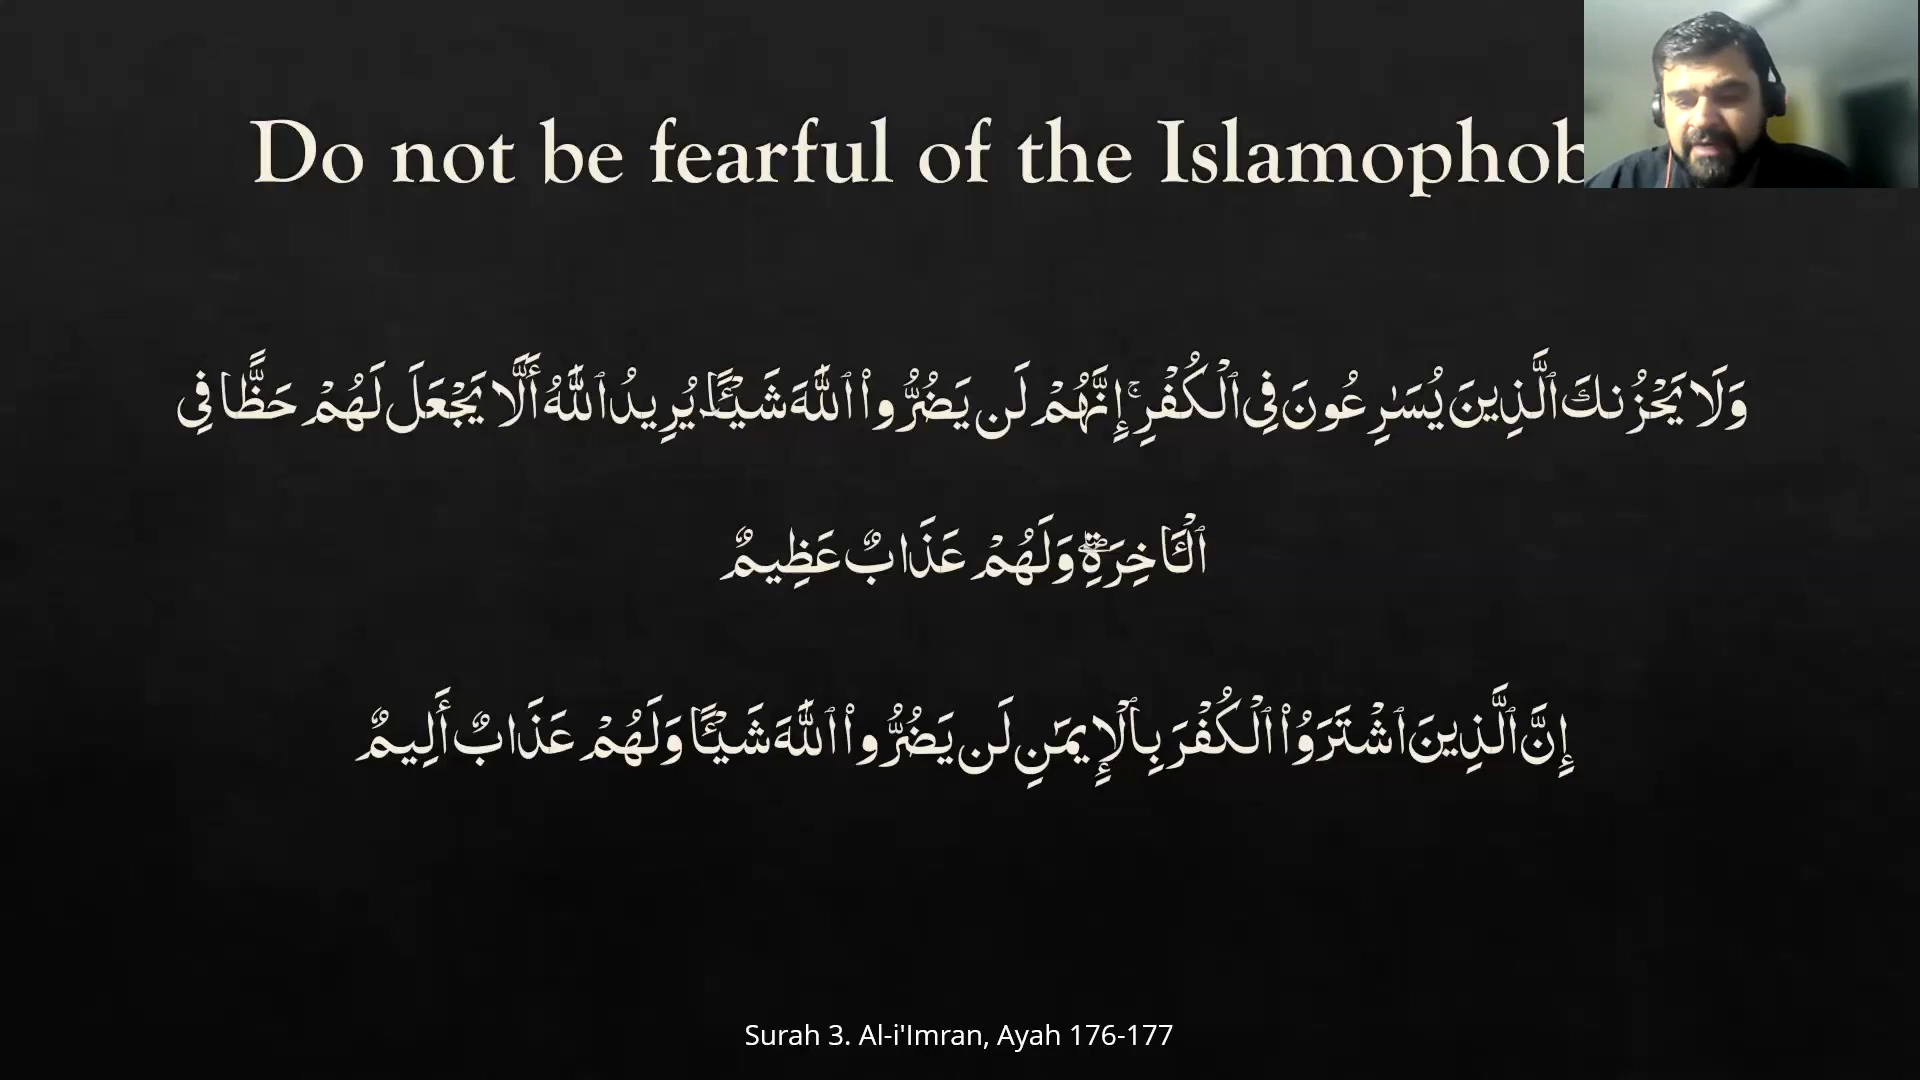 Do not be fearful of the Islamophob
وَلَا يَحْزُنكَ ٱلَّذِينَ يُسَٰرِعُونَ فِى ٱلْكُفْرِ ۚ إِنَّهُمْ لَن يَضُرُّوا۟ ٱللَّهَ شَيْـًٔا ۗ يُرِيدُ ٱللَّهُ أَلَّا يَجْعَلَ لَهُمْ حَظًّا فِى
ٱلْـَٔاخِرَةِ ۖ وَلَهُمْ عَذَابٌ عَظِيمٌ
إِنَّ ٱلَّذِينَ ٱشْتَرَوُا۟ ٱلْكُفْرَ بِٱلْإِيمَٰنِ لَن يَضُرُّوا۟ ٱللَّهَ شَيْـًٔا وَلَهُمْ عَذَابٌ أَلِيمٌ
Surah 3. Al-i'Imran, Ayah 176-177